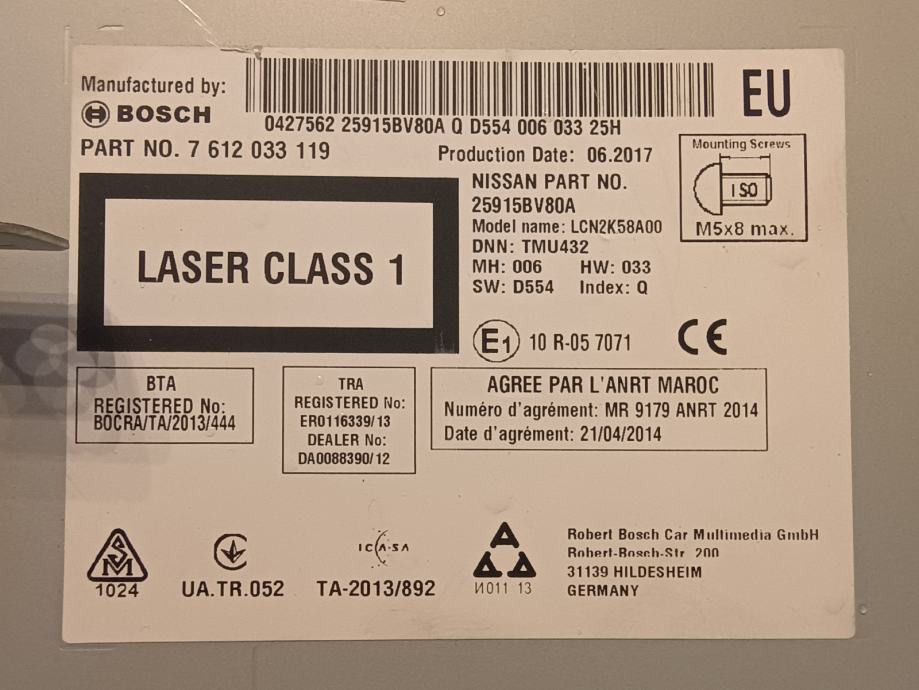 Manufactured by:
BOSCH
EU
0427562 25915BV80A Q D554 006 033 25H
PART NO. 7 612 033 119
Production Date: 06.2017
Mounting Screws
ISO
M5x8 max.
NISSAN PART NO.
25915BV80A
Model name: LCN2K58A00
DNN: TMU432
MH: 006 HW: 033
SW: D554 Index: Q
LASER CLASS 1
E1 10 R-05 7071
CE
BTA
REGISTERED No:
BOCRA/TA/2013/444
TRA
REGISTERED No:
ER0116339/13
DEALER No:
DA0088390/12
AGREE PAR L'ANRT MAROC
Numéro d'agrément: MR 9179 ANRT 2014
Date d'agrément: 21/04/2014
SM
1024
UA.TR.052
ICASA
TA-2013/892
И011 13
Robert Bosch Car Multimedia GmbH
Robert-Bosch-Str. 200
31139 HILDESHEIM
GERMANY